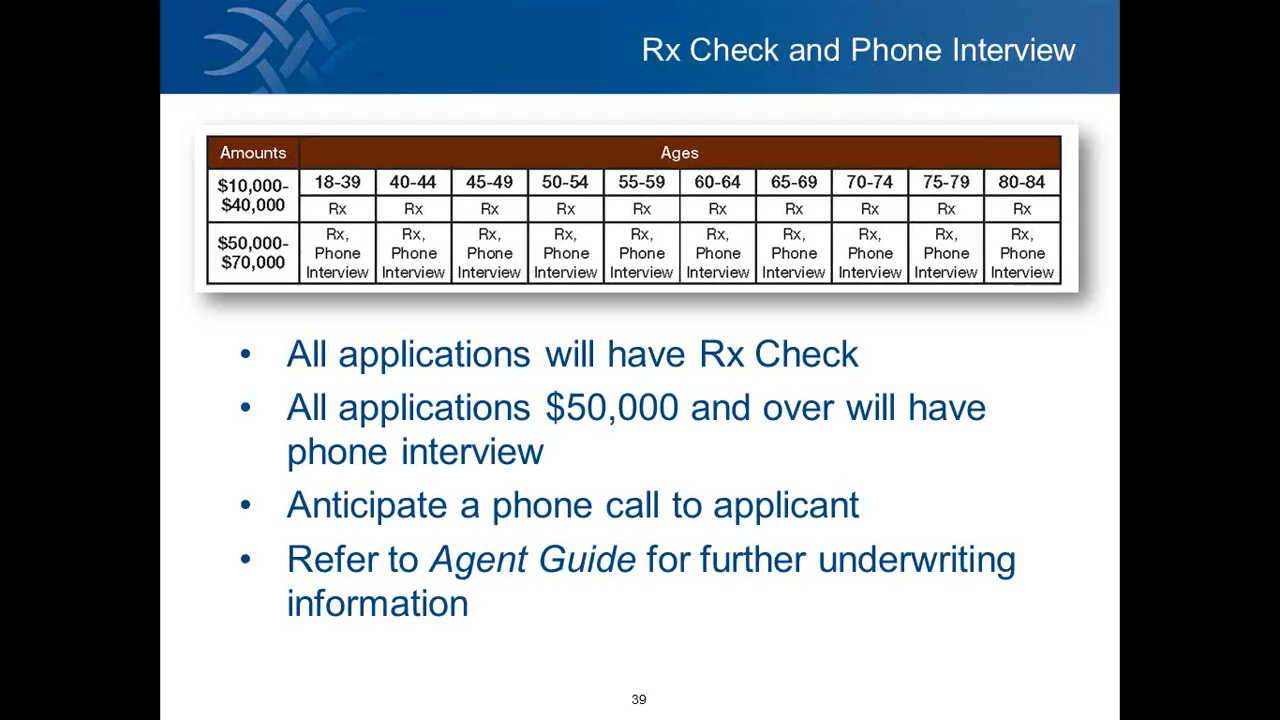 Rx Check and Phone Interview
Amounts Ages
$10,000-
$40,000
18-39 40-44 45-49 50-54 55-59 60-64 65-69 70-74 75-79 80-84
Rx Rx Rx Rx Rx Rx Rx Rx Rx Rx
$50,000-
$70,000
Rx, Rx, Rx, Rx, Rx, Rx, Rx, Rx, Rx, Rx,
Phone Phone Phone Phone Phone Phone Phone Phone Phone Phone
Interview Interview Interview Interview Interview Interview Interview Interview Interview Interview
• All applications will have Rx Check
• All applications $50,000 and over will have
phone interview
• Anticipate a phone call to applicant
• Refer to Agent Guide for further underwriting
information
39